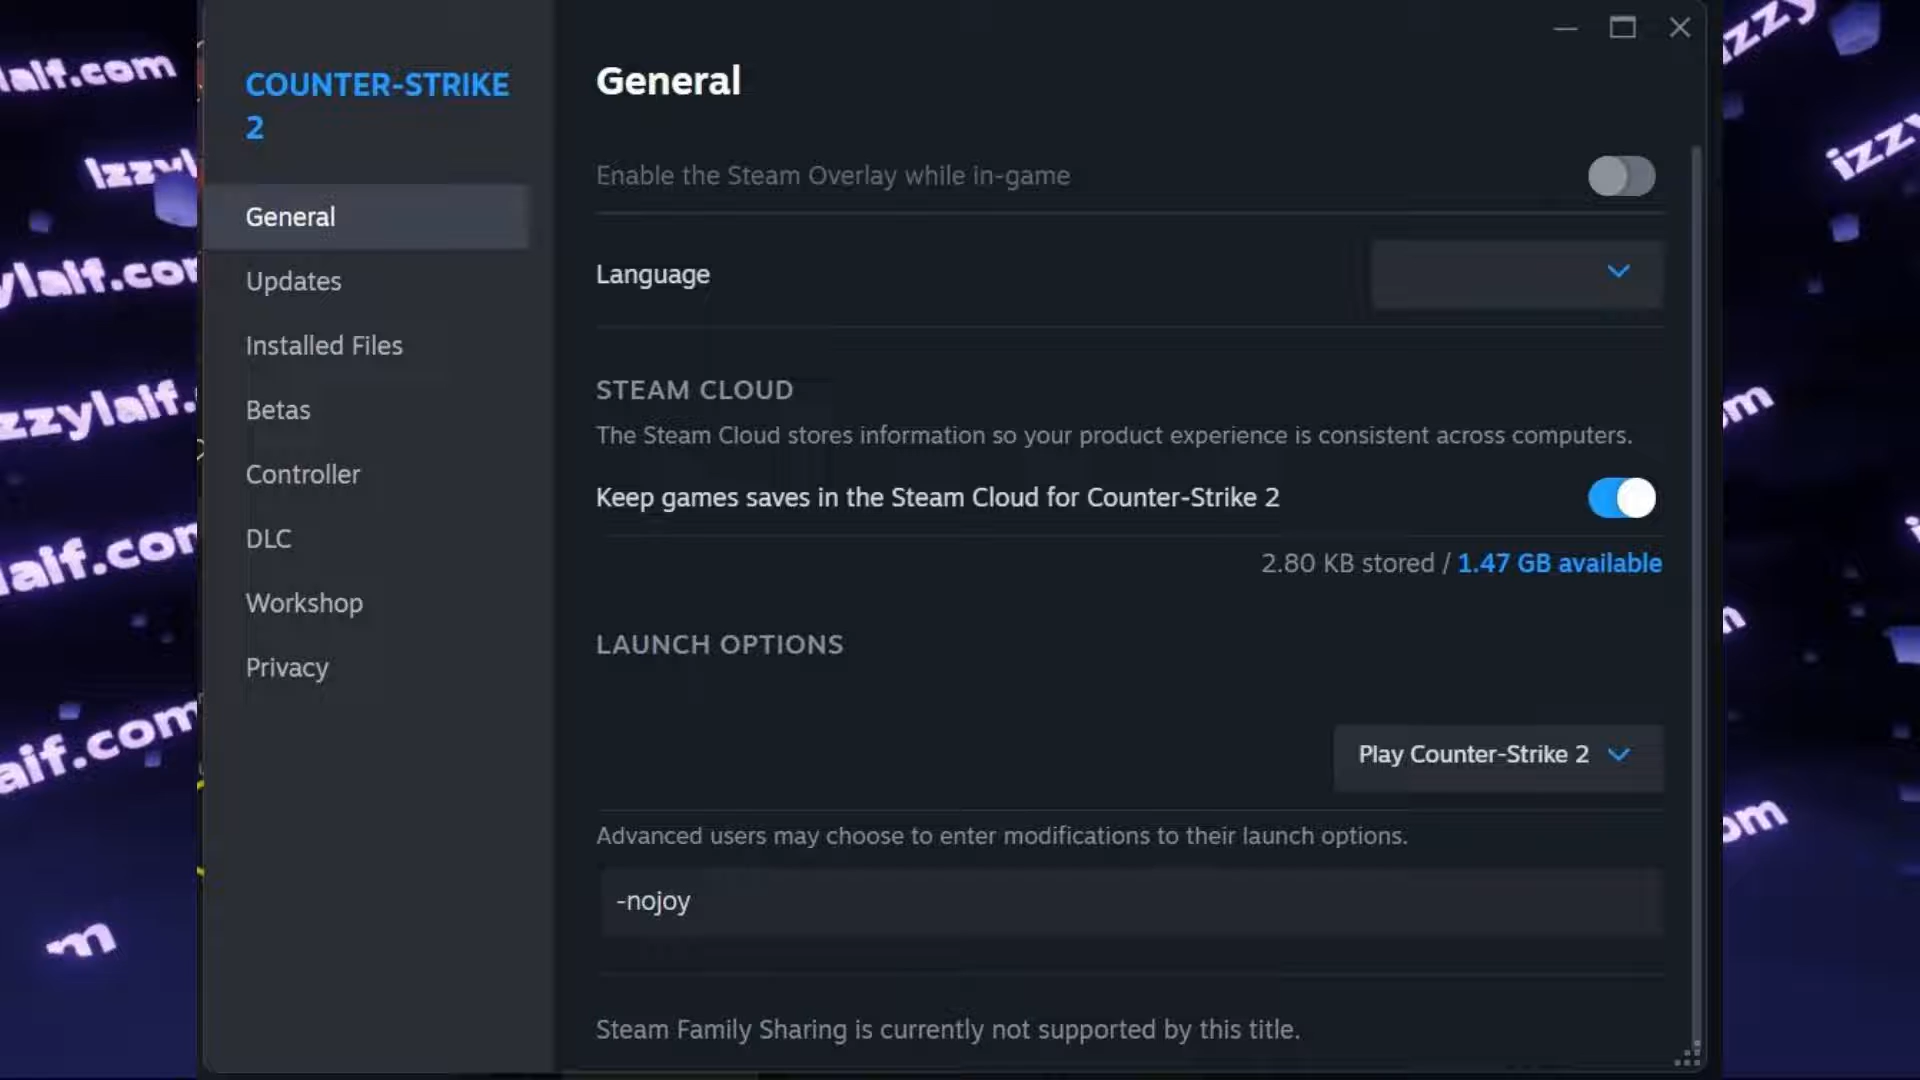 COUNTER-STRIKE
2
General
Updates
Installed Files
Betas
Controller
DLC
Workshop
Privacy
General
Enable the Steam Overlay while in-game
Language
STEAM CLOUD
The Steam Cloud stores information so your product experience is consistent across computers.
Keep games saves in the Steam Cloud for Counter-Strike 2
2.80 KB stored / 1.47 GB available
LAUNCH OPTIONS
Play Counter-Strike 2
Advanced users may choose to enter modifications to their launch options.
-nojoy
Steam Family Sharing is currently not supported by this title.